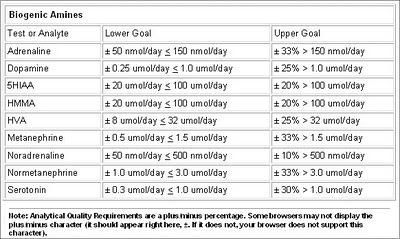 Biogenic Amines
Test or Analyte Lower Goal Upper Goal
Adrenaline ± 50 nmol/day ≤ 150 nmol/day ± 33% > 150 nmol/day
Dopamine ± 0.25 umol/day ≤ 1.0 umol/day ± 25% > 1.0 umol/day
5HIAA ± 20 umol/day ≤ 100 umol/day ± 20% > 100 umol/day
HMMA ± 20 umol/day ≤ 100 umol/day ± 20% > 100 umol/day
HVA ± 8 umol/day ≤ 32 umol/day ± 25% > 32 umol/day
Metanephrine ± 0.5 umol/day ≤ 1.5 umol/day ± 33% > 1.5 umol/day
Noradrenaline ± 50 nmol/day ≤ 500 nmol/day ± 10% > 500 nmol/day
Normetanephrine ± 1.0 umol/day ≤ 3.0 umol/day ± 33% > 3.0 umol/day
Serotonin ± 0.3 umol/day ≤ 1.0 umol/day ± 30% > 1.0 umol/day
Note: Analytical Quality Requirements are a plus/minus percentage. Some browsers may not display the
plus minus character (it should appear right here, ±. If it does not, your browser does not support this
character).